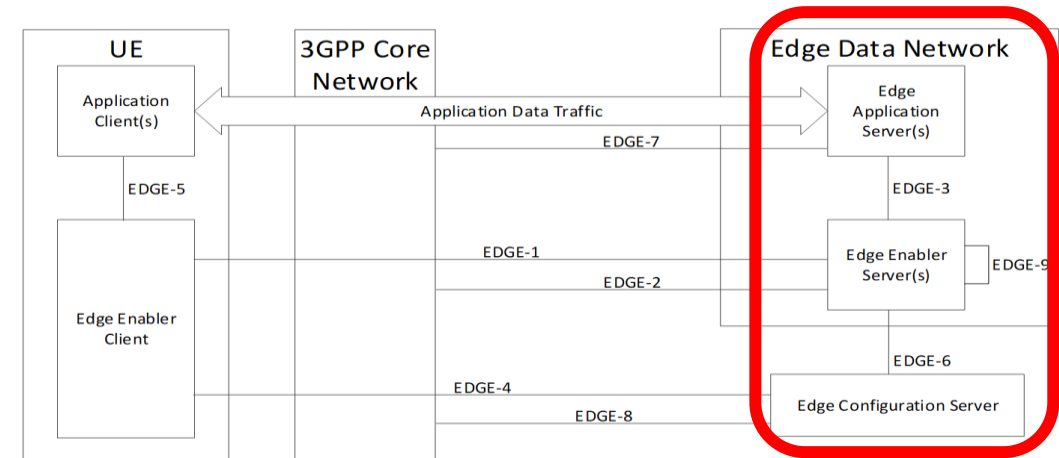 UE
3GPP Core
Network
Edge Data Network
Application
Client(s)
Application Data Traffic
Edge
Application
Server(s)
EDGE-7
EDGE-5
EDGE-3
EDGE-1
Edge Enabler
Server(s)
EDGE-9
EDGE-2
Edge Enabler
Client
EDGE-6
EDGE-4
Edge Configuration Server
EDGE-8